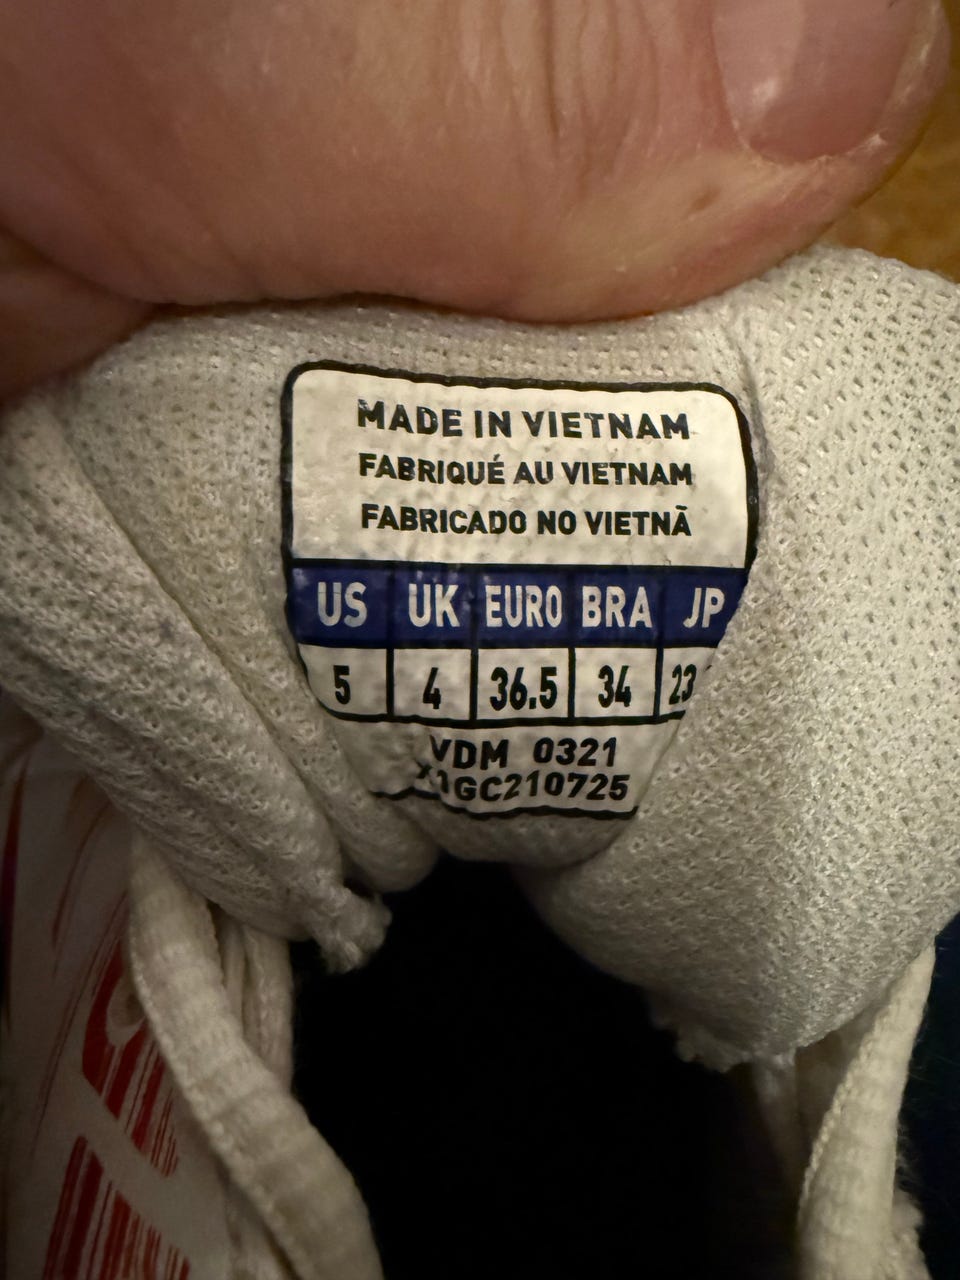 MADE IN VIETNAM
FABRIQUÉ AU VIETNAM
FABRICADO NO VIETNÃ
US UK EURO BRA JP
5 4 36.5 34 23
VDM 0321